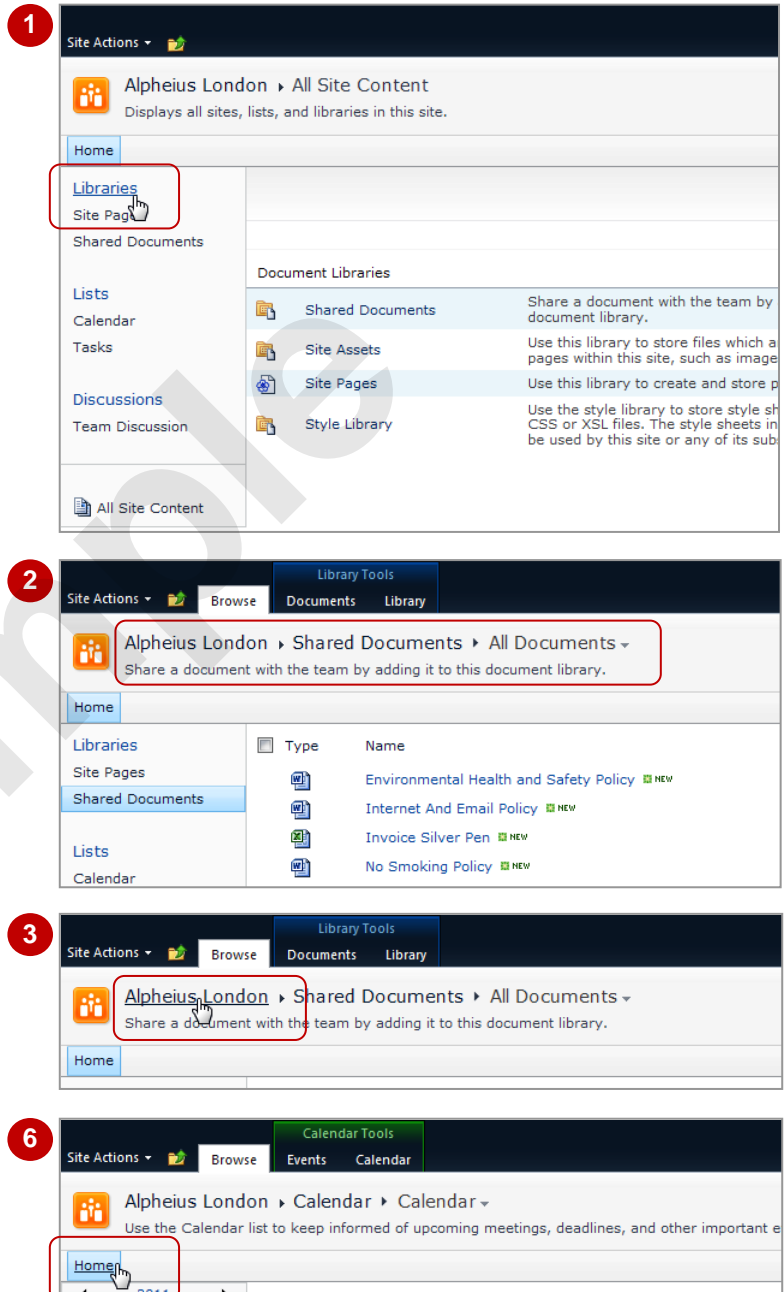 1
Site Actions
Alpheius London All Site Content
Displays all sites, lists, and libraries in this site.
Home
Libraries
Site Pages
Shared Documents
Lists
Calendar
Tasks
Discussions
Team Discussion
All Site Content
Document Libraries
Shared Documents Share a document with the team by
document library.
Site Assets Use this library to store files which a
pages within this site, such as image
Site Pages Use this library to create and store p
Style Library Use the style library to store style sh
CSS or XSL files. The style sheets in
be used by this site or any of its sub
2
Library Tools
Site Actions Browse Documents Library
Alpheius London Shared Documents All Documents
Share a document with the team by adding it to this document library.
Home
Libraries
Site Pages
Shared Documents
Lists
Calendar
Type Name
Environmental Health and Safety Policy NEW
Internet And Email Policy NEW
Invoice Silver Pen NEW
No Smoking Policy NEW
3
Library Tools
Site Actions Browse Documents Library
Alpheius London Shared Documents All Documents
Share a document with the team by adding it to this document library.
Home
6
Calendar Tools
Site Actions Browse Events Calendar
Alpheius London Calendar Calendar
Use the Calendar list to keep informed of upcoming meetings, deadlines, and other important e
Home
mple